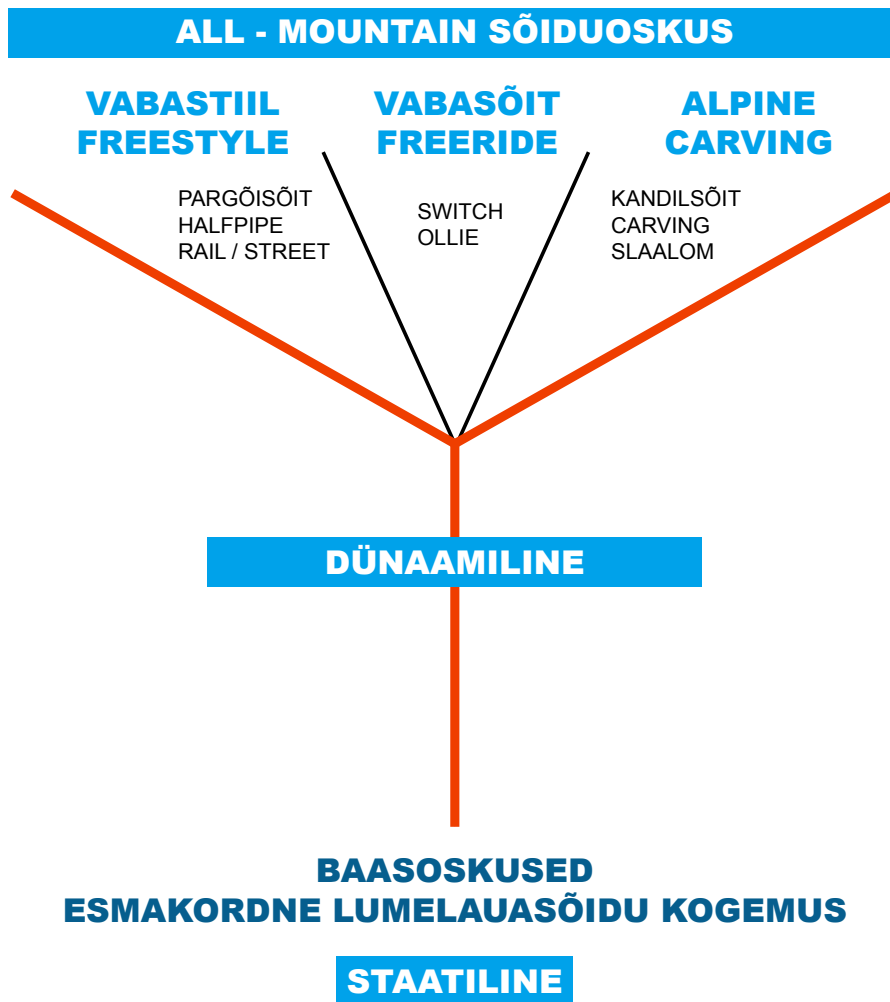 ALL - MOUNTAIN SÕIDUOSKUS
VABASTIIL
FREESTYLE
PARGÕISÕIT
HALFPIPE
RAIL / STREET
VABASÕIT
FREERIDE
SWITCH
OLLIE
ALPINE
CARVING
KANDILSÕIT
CARVING
SLAALOM
DÜNAAMILINE
BAASOSKUSED
ESMAKORDNE LUMELAUASÕIDU KOGEMUS
STAATILINE